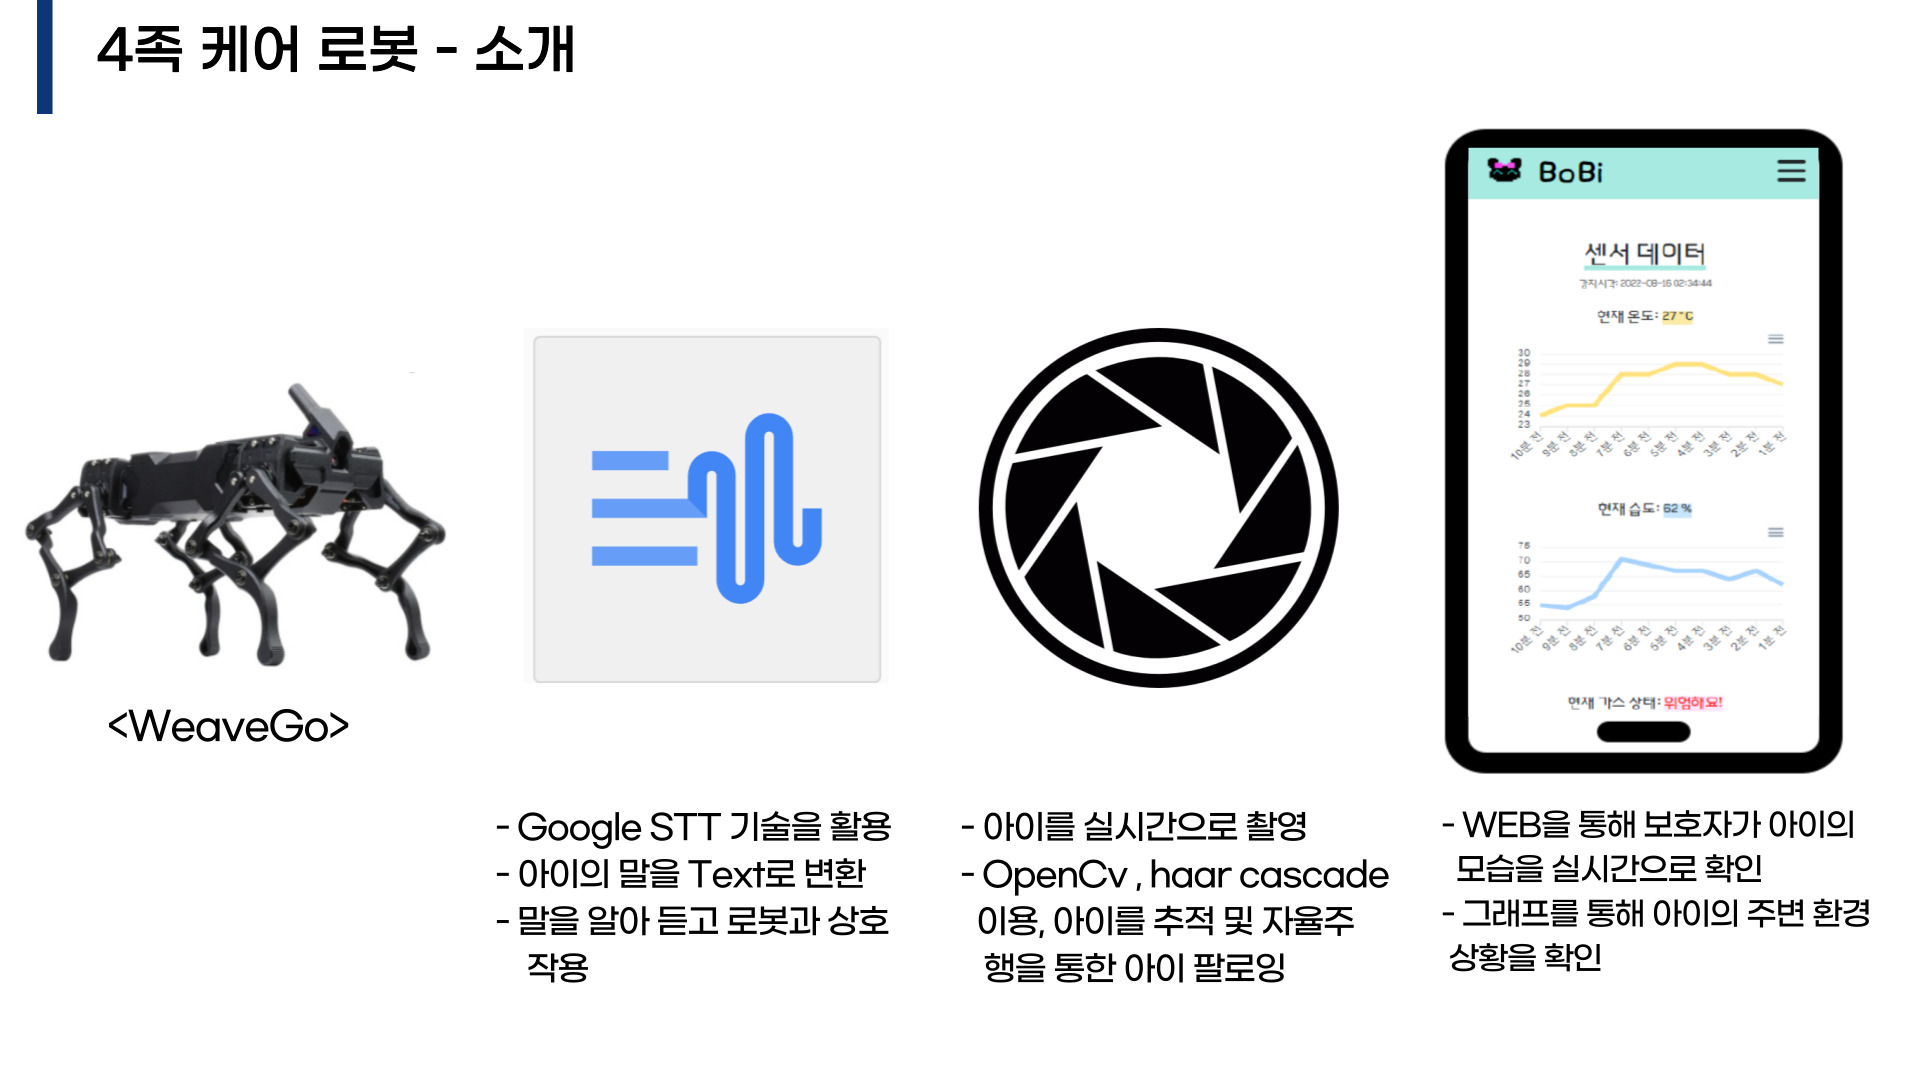 4족 케어 로봇 - 소개
<WeaveGo>
- Google STT 기술을 활용
- 아이의 말을 Text로 변환
- 말을 알아 듣고 로봇과 상호
작용
- 아이를 실시간으로 촬영
- OpenCv , haar cascade
이용, 아이를 추적 및 자율주
행을 통한 아이 팔로잉
BoBi
센서 데이터
감지시각: 2022-08-16 02:34:44
현재 온도: 27°C
30
29
28
27
26
25
24
23
10분 전
9분 전
8분 전
7분 전
6분 전
5분 전
4분 전
3분 전
2분 전
1분 전
현재 습도: 62 %
75
70
65
60
55
50
10분 전
9분 전
8분 전
7분 전
6분 전
5분 전
4분 전
3분 전
2분 전
1분 전
현재 가스 상태: 위험해요!
- WEB을 통해 보호자가 아이의
모습을 실시간으로 확인
- 그래프를 통해 아이의 주변 환경
상황을 확인